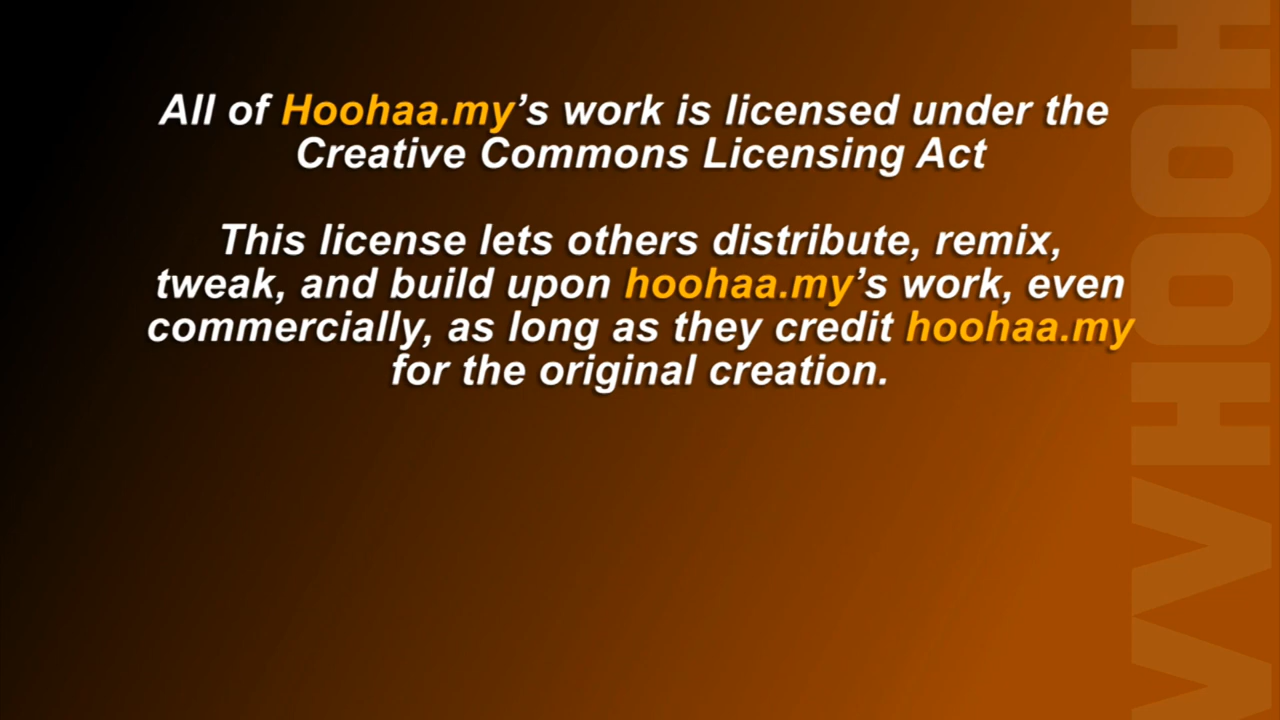 All of Hoohaa.my’s work is licensed under the
Creative Commons Licensing Act
This license lets others distribute, remix,
tweak, and build upon hoohaa.my’s work, even
commercially, as long as they credit hoohaa.my
for the original creation.
WHOOH